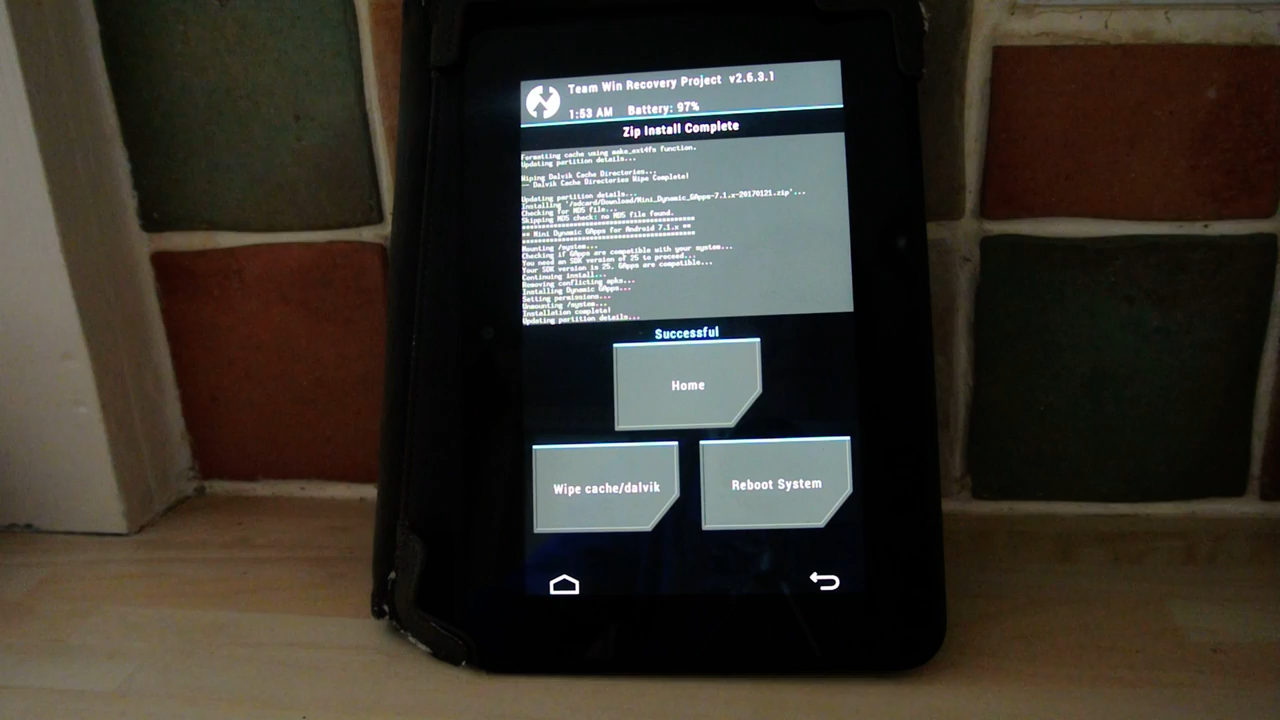 Team Win Recovery Project v2.6.3.1
1:53 AM Battery: 97%
Zip Install Complete
Formatting cache using make_ext4fs function.
Updating partition details...
Wiping Dalvik Cache Directories...
-- Dalvik Cache Directories Wipe Complete!
Updating partition details...
Installing '/sdcard/Download/Mini_Dynamic_GApps-7.1.x-20170121.zip'...
Checking for MD5 file...
Skipping MD5 check: no MD5 file found.
****************************************
** Mini Dynamic GApps for Android 7.1.x **
****************************************
Mounting /system...
Checking if GApps are compatible with your system...
You need an SDK version of 25 to proceed...
Your SDK version is 25. GApps are compatible...
Continuing install...
Removing conflicting apks...
Installing Dynamic GApps...
Setting permissions...
Unmounting /system...
Installation complete!
Updating partition details...
Successful
Home
Wipe cache/dalvik
Reboot System